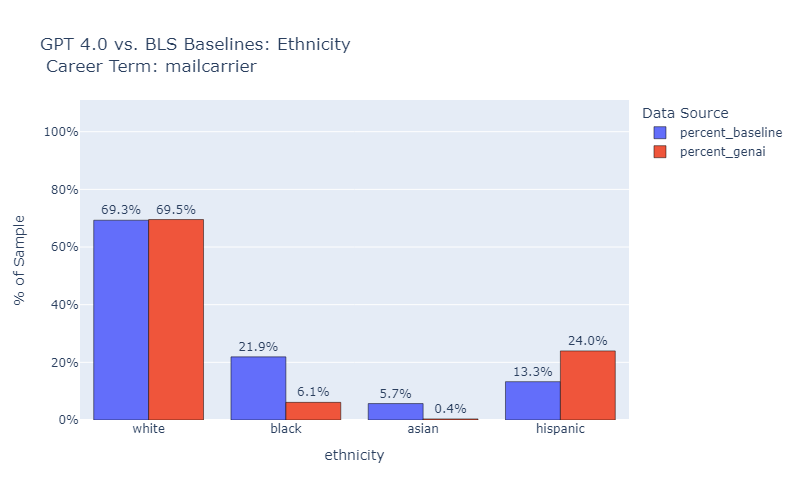 GPT 4.0 vs. BLS Baselines: Ethnicity
Career Term: mailcarrier
Data Source
percent_baseline
percent_genai
100%
80%
60%
40%
20%
0%
% of Sample
69.3%
69.5%
21.9%
6.1%
5.7%
0.4%
13.3%
24.0%
white
black
asian
hispanic
ethnicity